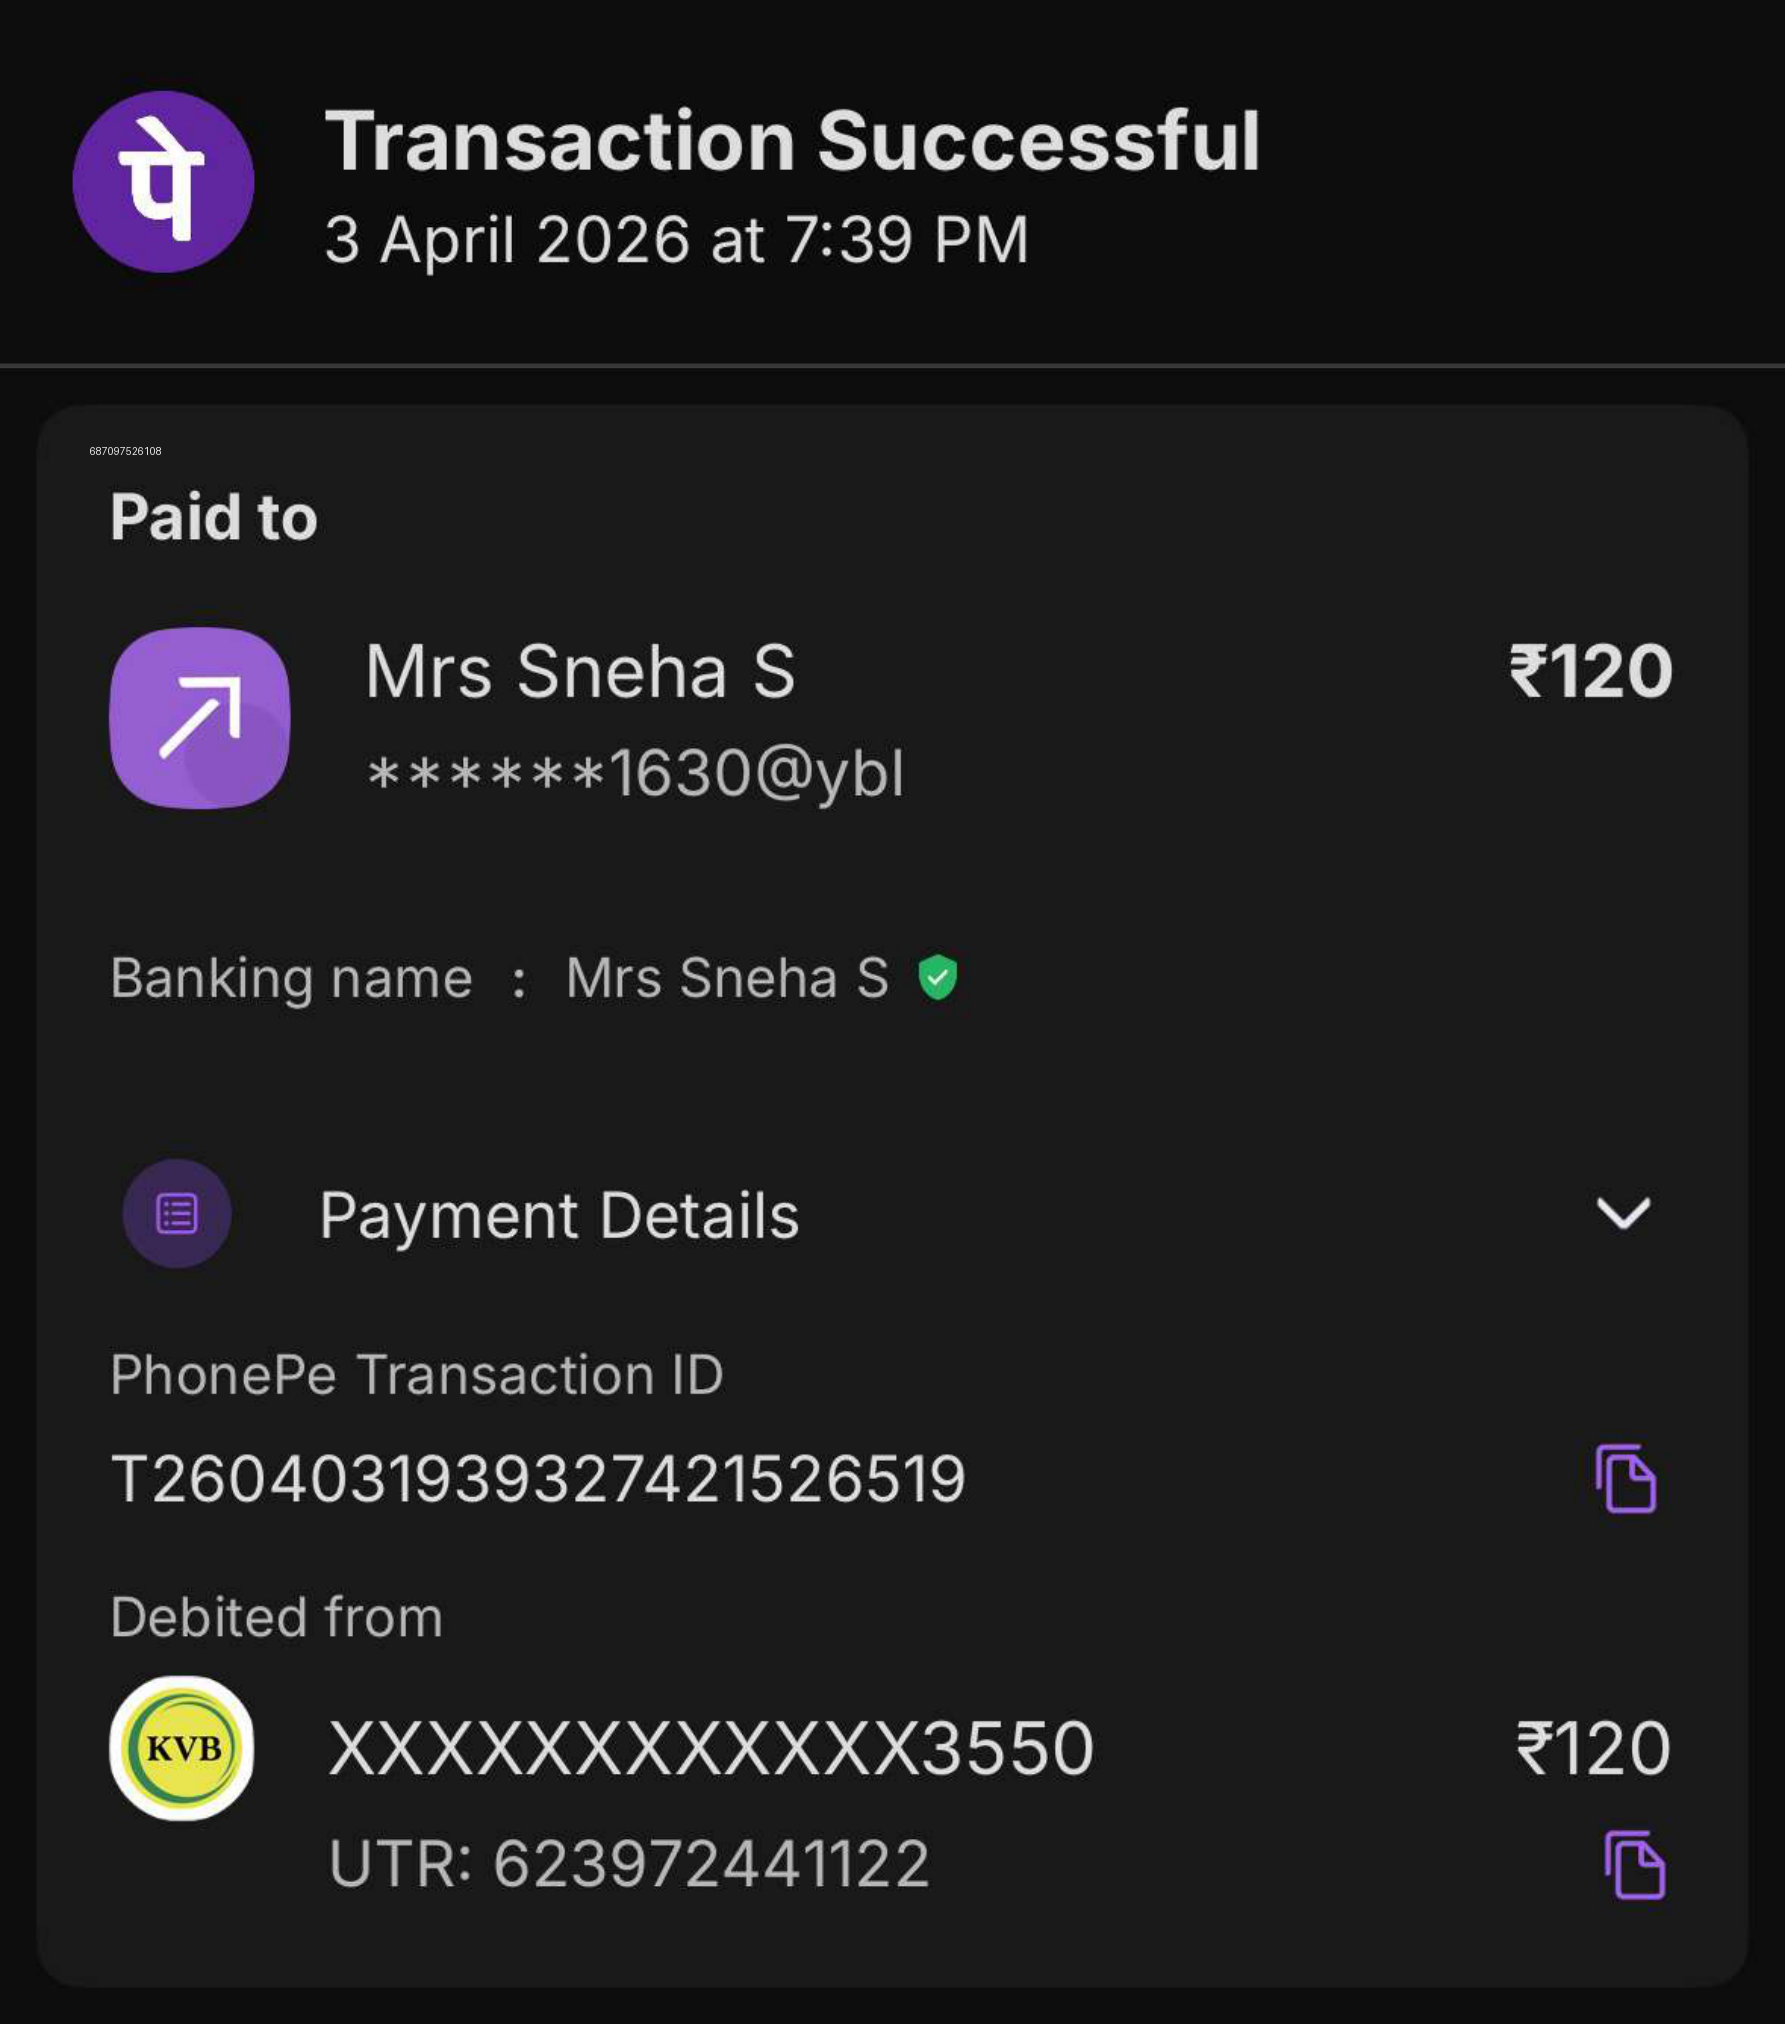 पे
Transaction Successful
3 April 2026 at 7:39 PM
687097526108
Paid to
Mrs Sneha S
₹120
******1630@ybl
Banking name : Mrs Sneha S
Payment Details
PhonePe Transaction ID
T2604031939327421526519
Debited from
KVB
XXXXXXXXXXXX3550
₹120
UTR: 623972441122